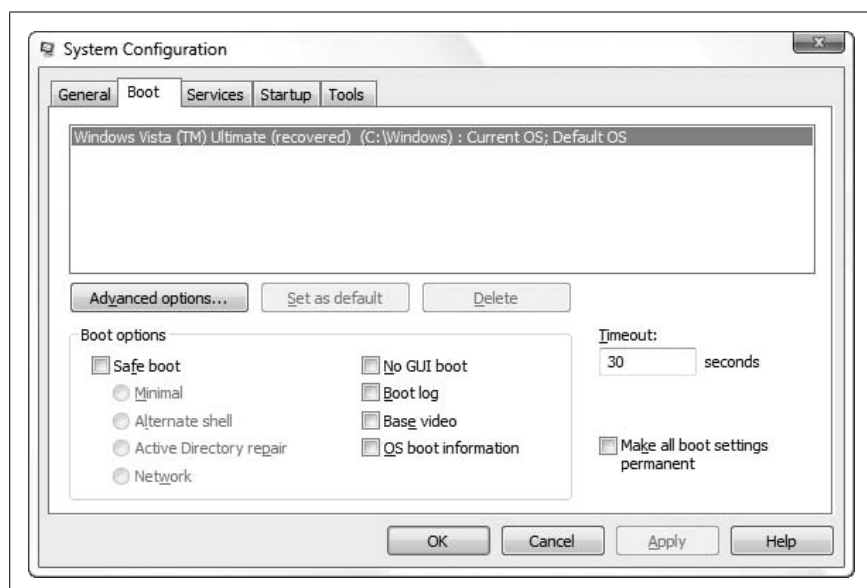 System Configuration
General Boot Services Startup Tools
Windows Vista (TM) Ultimate (recovered) (C:\Windows) : Current OS; Default OS
Advanced options... Set as default Delete
Boot options
Timeout:
Safe boot No GUI boot 30 seconds
Minimal Boot log
Alternate shell Base video
Active Directory repair OS boot information Make all boot settings
permanent
Network
OK Cancel Apply Help